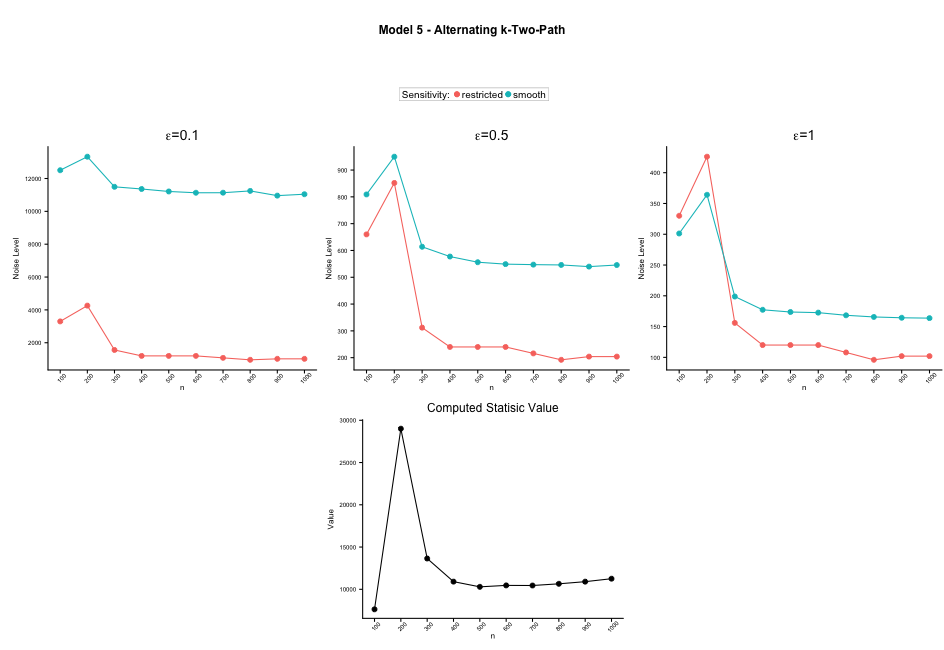 Model 5 - Alternating k-Two-Path
Sensitivity: restricted smooth
ε=0.1
Noise Level
12000
10000
8000
6000
4000
2000
100 200 300 400 500 600 700 800 900 1000
n
ε=0.5
Noise Level
900
800
700
600
500
400
300
200
100 200 300 400 500 600 700 800 900 1000
n
ε=1
Noise Level
400
350
300
250
200
150
100
100 200 300 400 500 600 700 800 900 1000
n
Computed Statisic Value
Value
30000
25000
20000
15000
10000
100 200 300 400 500 600 700 800 900 1000
n